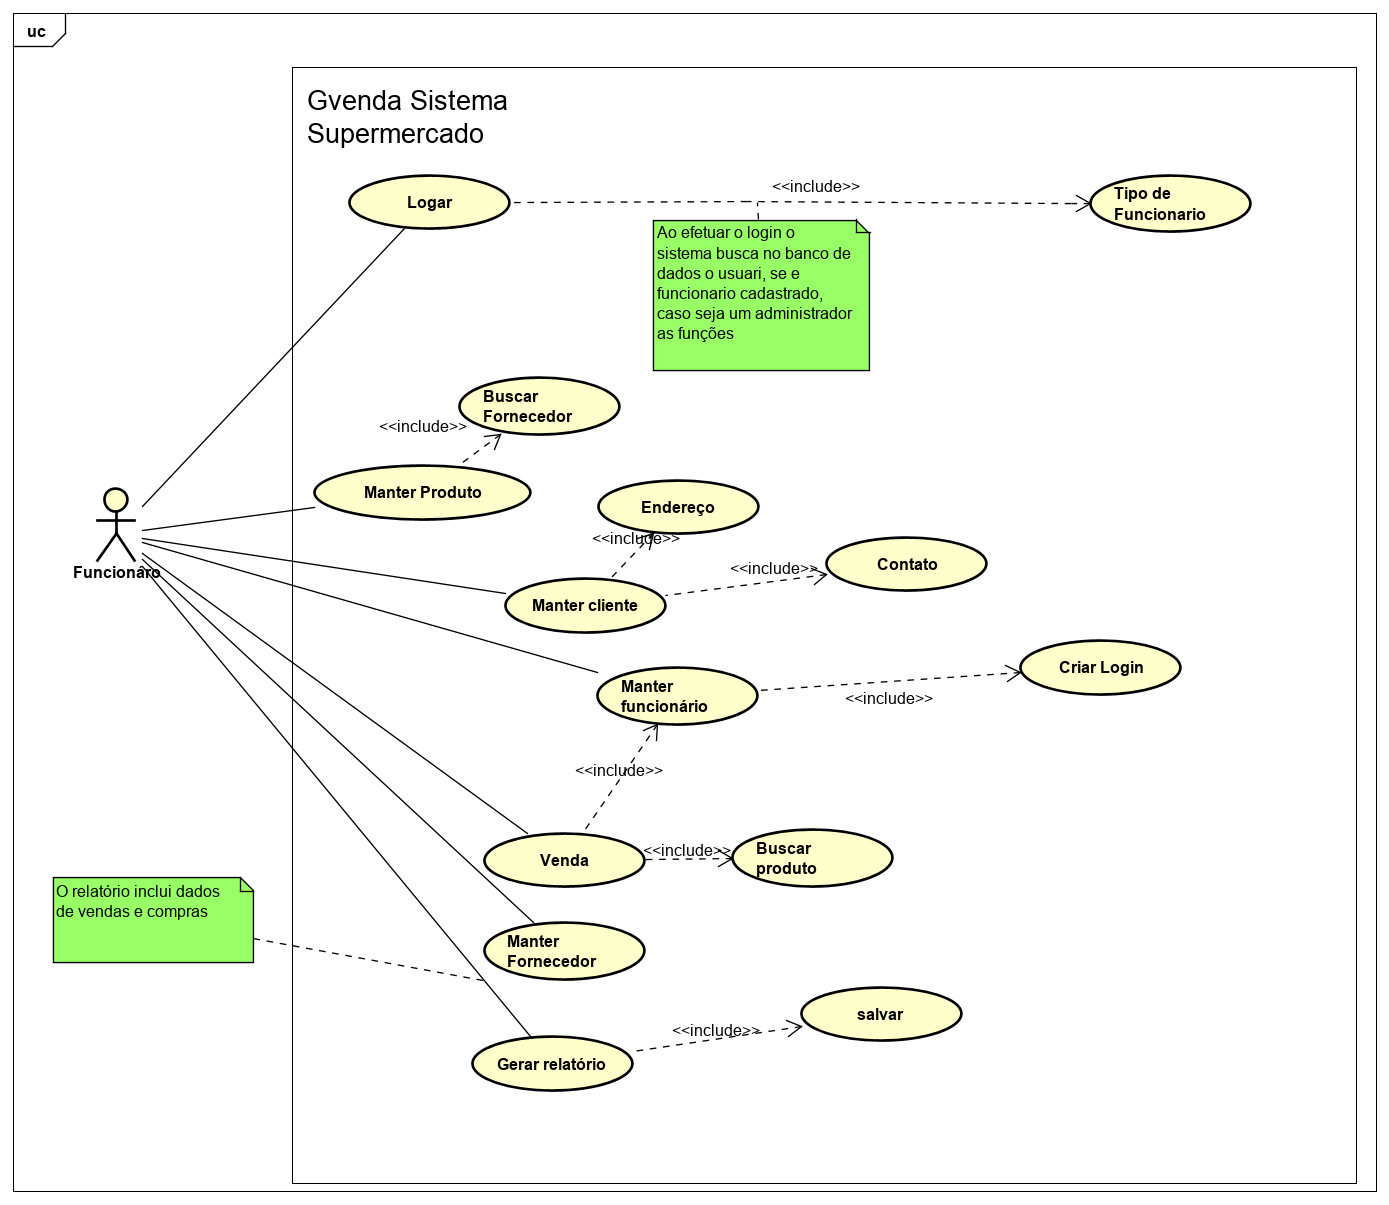 uc
Gvenda Sistema
Supermercado
Logar
<<include>>
Tipo de
Funcionario
Ao efetuar o login o
sistema busca no banco de
dados o usuari, se e
funcionario cadastrado,
caso seja um administrador
as funções
Buscar
Fornecedor
<<include>>
Manter Produto
Endereço
<<include>>
Contato
<<include>>
Funcionáro
Manter cliente
Criar Login
Manter
funcionário
<<include>>
<<include>>
Venda
<<include>>
Buscar
produto
O relatório inclui dados
de vendas e compras
Manter
Fornecedor
salvar
<<include>>
Gerar relatório